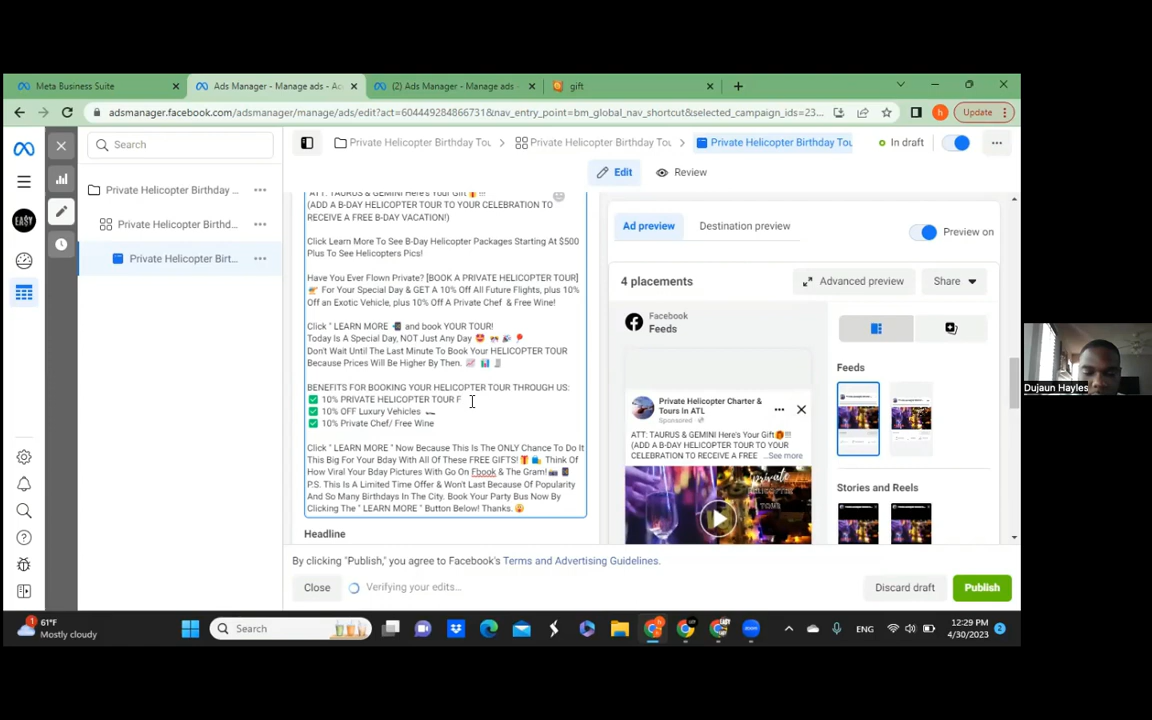 Meta Business Suite
Ads Manager - Manage ads - Ac
(2) Ads Manager - Manage ads -
gift
adsmanager.facebook.com/adsmanager/manage/ads/edit?act=604449284866731&nav_entry_point=bm_global_nav_shortcut&selected_campaign_ids=23...
h
Update
Search
Private Helicopter Birthday Tou
Private Helicopter Birthday Tou
Private Helicopter Birthday Tou
In draft
Edit
Review
Private Helicopter Birthday ...
Private Helicopter Birthd...
Private Helicopter Birt...
EA$Y
ATT: TAURUS & GEMINI Here's Your Gift 🎁!!!
(ADD A B-DAY HELICOPTER TOUR TO YOUR CELEBRATION TO
RECEIVE A FREE B-DAY VACATION!)
Click Learn More To See B-Day Helicopter Packages Starting At $500
Plus To See Helicopters Pics!
Have You Ever Flown Private? [BOOK A PRIVATE HELICOPTER TOUR]
For Your Special Day & GET A 10% Off All Future Flights, plus 10%
Off an Exotic Vehicle, plus 10% Off A Private Chef & Free Wine!
Click " LEARN MORE 📲 and book YOUR TOUR!
Today Is A Special Day, NOT Just Any Day
Don't Wait Until The Last Minute To Book Your HELICOPTER TOUR
Because Prices Will Be Higher By Then.
BENEFITS FOR BOOKING YOUR HELICOPTER TOUR THROUGH US:
✅ 10% PRIVATE HELICOPTER TOUR F
✅ 10% OFF Luxury Vehicles
✅ 10% Private Chef/ Free Wine
Click " LEARN MORE " Now Because This Is The ONLY Chance To Do It
This Big For Your Bday With All Of These FREE GIFTS! 🎁 🛍️ Think Of
How Viral Your Bday Pictures With Go On Fbook & The Gram!
P.S. This Is A Limited Time Offer & Won't Last Because Of Popularity
And So Many Birthdays In The City. Book Your Party Bus Now By
Clicking The " LEARN MORE " Button Below! Thanks.
Headline
Ad preview
Destination preview
Preview on
4 placements
Advanced preview
Share
Facebook
Feeds
Private Helicopter Charter &
Tours in ATL
Sponsored
ATT: TAURUS & GEMINI Here's Your Gift🎁!!!
(ADD A B-DAY HELICOPTER TOUR TO YOUR
CELEBRATION TO RECEIVE A FREE ...See more
private
HELICOPTER
TOUR
Feeds
Stories and Reels
By clicking "Publish," you agree to Facebook's Terms and Advertising Guidelines.
Close
Verifying your edits...
Discard draft
Publish
Dujaun Hayles
1
61°F
Mostly cloudy
Search
ENG
12:29 PM
4/30/2023
2